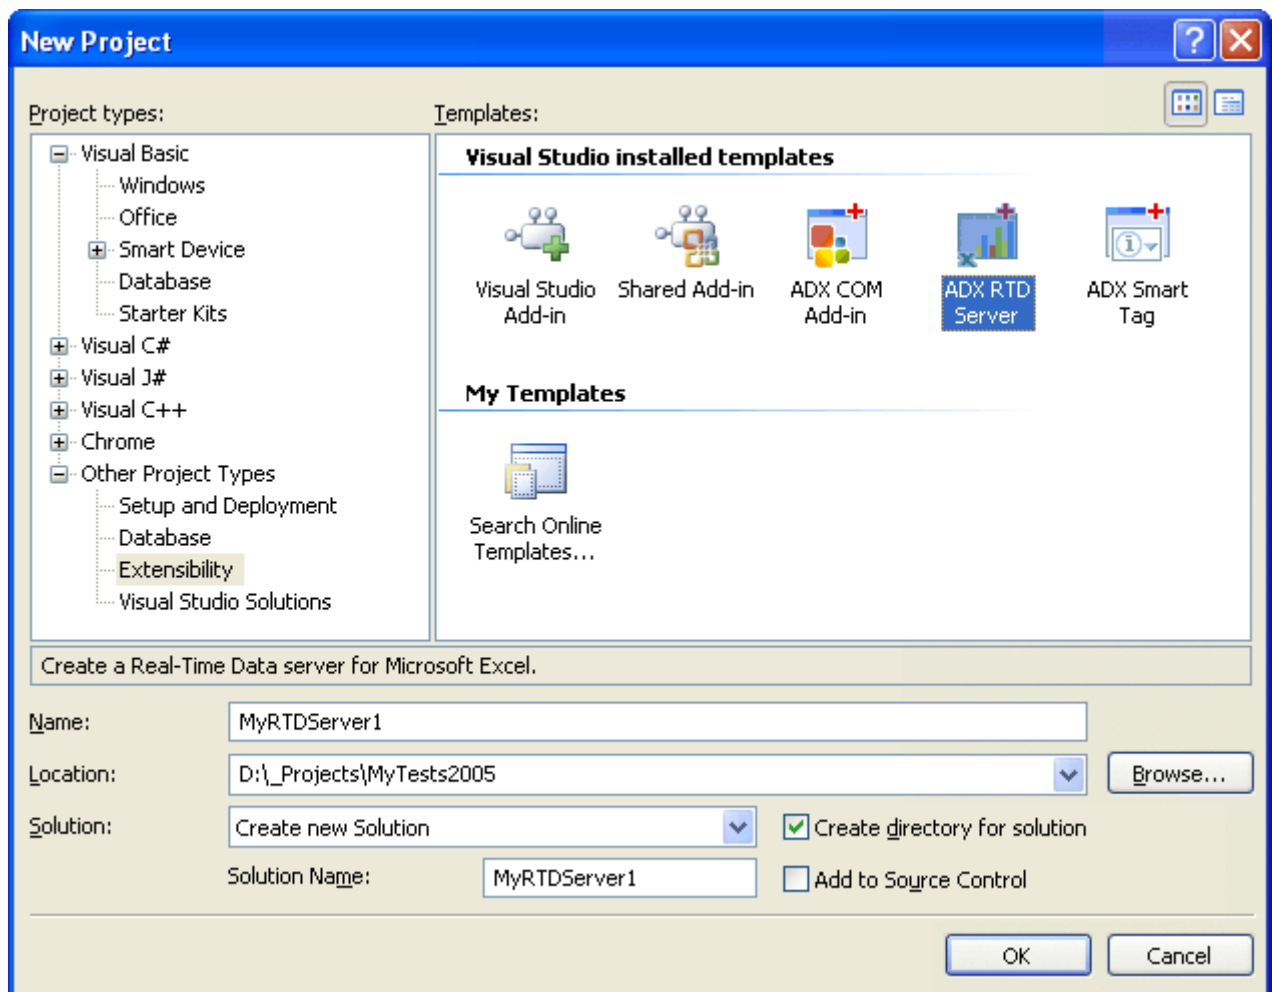 New Project
Project types:
Templates:
Visual Basic
Windows
Office
Smart Device
Database
Starter Kits
Visual C#
Visual J#
Visual C++
Chrome
Other Project Types
Setup and Deployment
Database
Extensibility
Visual Studio Solutions
Visual Studio installed templates
Visual Studio
Add-in
Shared Add-in
ADX COM
Add-in
ADX RTD
Server
ADX Smart
Tag
My Templates
Search Online
Templates...
Create a Real-Time Data server for Microsoft Excel.
Name:
MyRTDServer1
Location:
D:\_Projects\MyTests2005
Browse...
Solution:
Create new Solution
Create directory for solution
Solution Name:
MyRTDServer1
Add to Source Control
OK
Cancel